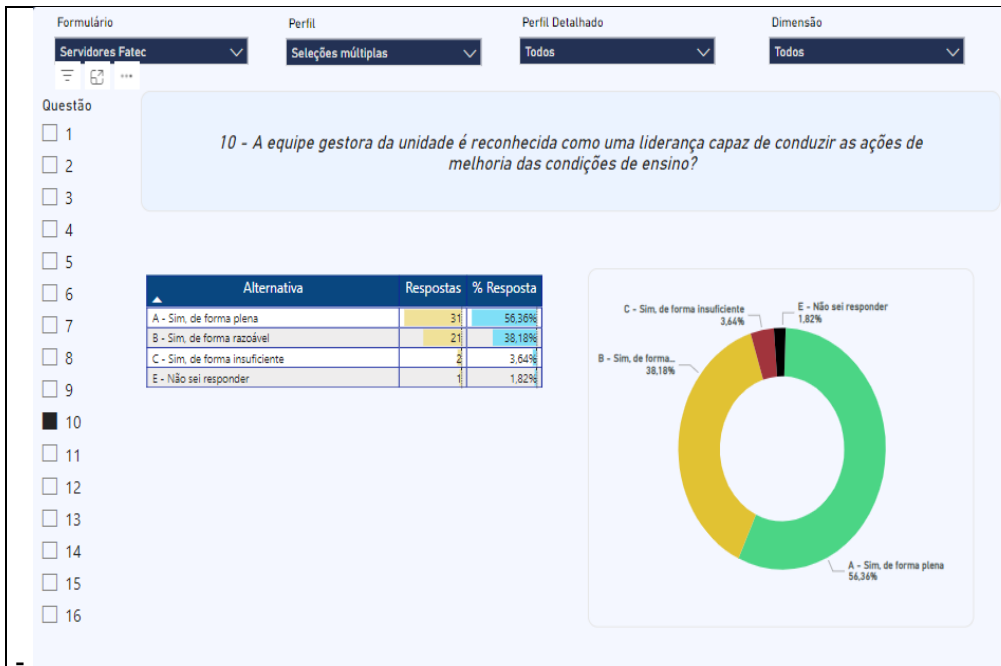 Formulário
Perfil
Perfil Detalhado
Dimensão
Servidores Fatec
Seleções múltiplas
Todos
Todos
Questão
1
2
3
4
5
6
7
8
9
10
11
12
13
14
15
16
10 - A equipe gestora da unidade é reconhecida como uma liderança capaz de conduzir as ações de
melhoria das condições de ensino?
Alternativa Respostas % Resposta
A - Sim, de forma plena 31 56,36%
B - Sim, de forma razoável 21 38,18%
C - Sim, de forma insuficiente 2 3,64%
E - Não sei responder 1 1,82%
C - Sim, de forma insuficiente
3,64%
E - Não sei responder
1,82%
B - Sim, de forma...
38,18%
A - Sim, de forma plena
56,36%
-